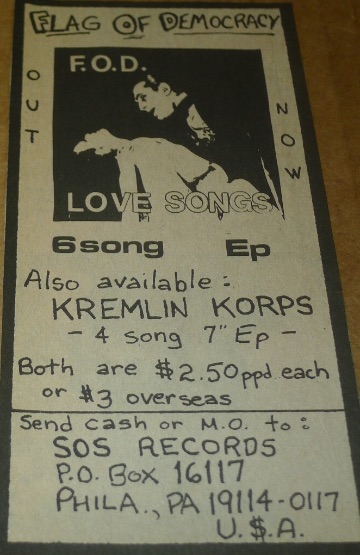 FLAG OF DEMOCRACY
OUT
NOW
F.O.D.
LOVE SONGS
6 song Ep
Also available:
KREMLIN KORPS
- 4 song 7" Ep -
Both are $2.50 ppd. each
or $3 overseas
Send cash or M.O. to:
SOS RECORDS
P.O. Box 16117
PHILA., PA 19114-0117
U.$.A.